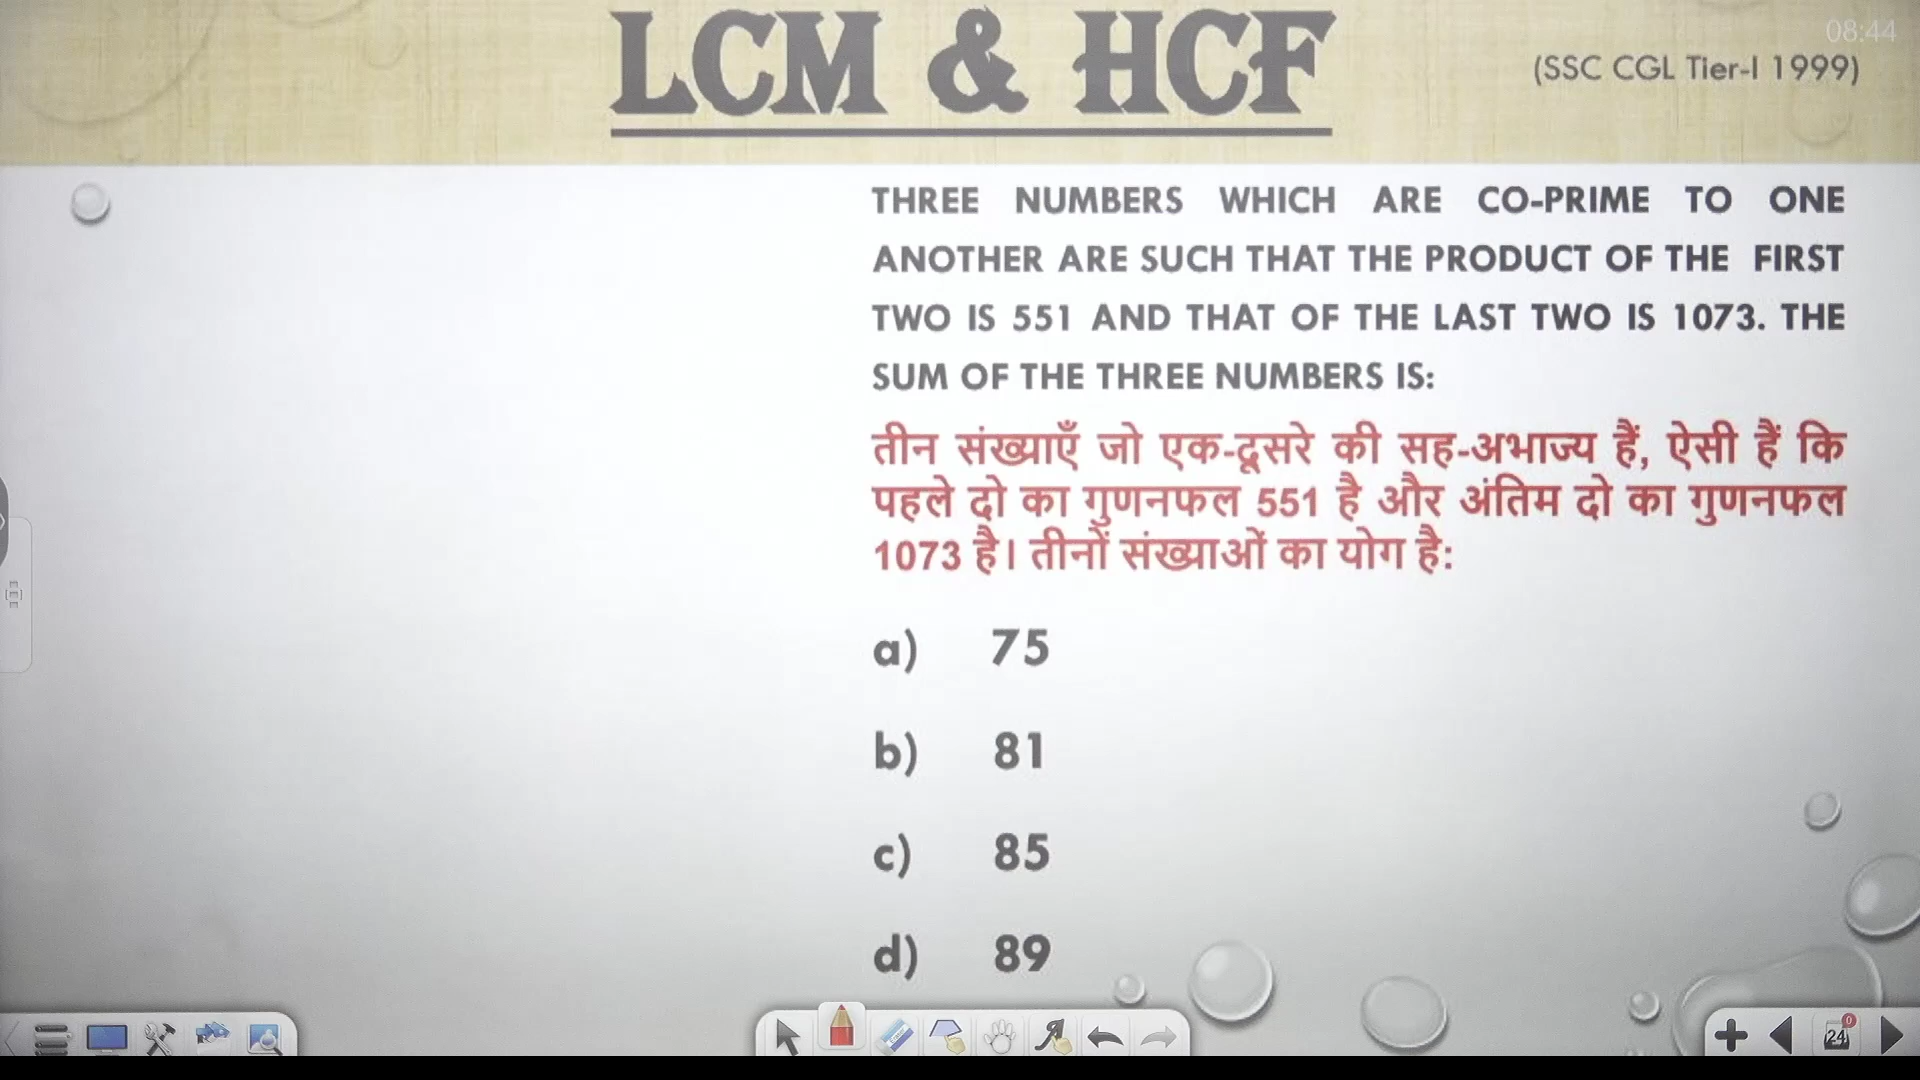 LCM & HCF
08:44
(SSC CGL Tier-I 1999)
THREE NUMBERS WHICH ARE CO-PRIME TO ONE
ANOTHER ARE SUCH THAT THE PRODUCT OF THE FIRST
TWO IS 551 AND THAT OF THE LAST TWO IS 1073. THE
SUM OF THE THREE NUMBERS IS:
तीन संख्याएँ जो एक-दूसरे की सह-अभाज्य हैं, ऐसी हैं कि
पहले दो का गुणनफल 551 है और अंतिम दो का गुणनफल
1073 है। तीनों संख्याओं का योग है:
a) 75
b) 81
c) 85
d) 89
24
0